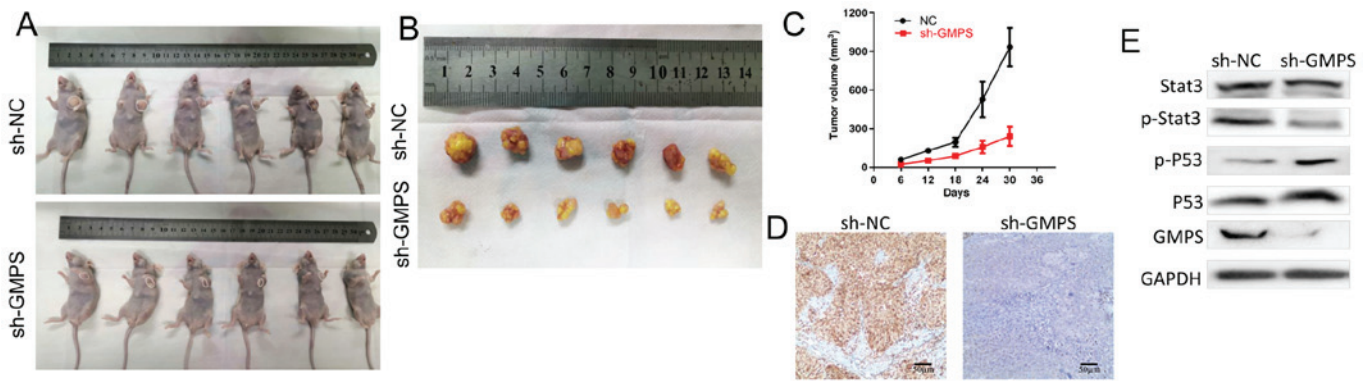 A
sh-NC
sh-GMPS
B
1 2 3 4 5 6 7 8 9 10 11 12 13 14
sh-NC
sh-GMPS
C
NC
sh-GMPS
Tumor volume (mm³)
1200
900
600
300
0
0 6 12 18 24 30 36
Days
D
sh-NC
sh-GMPS
50μm
50μm
E
sh-NC sh-GMPS
Stat3
p-Stat3
p-P53
P53
GMPS
GAPDH